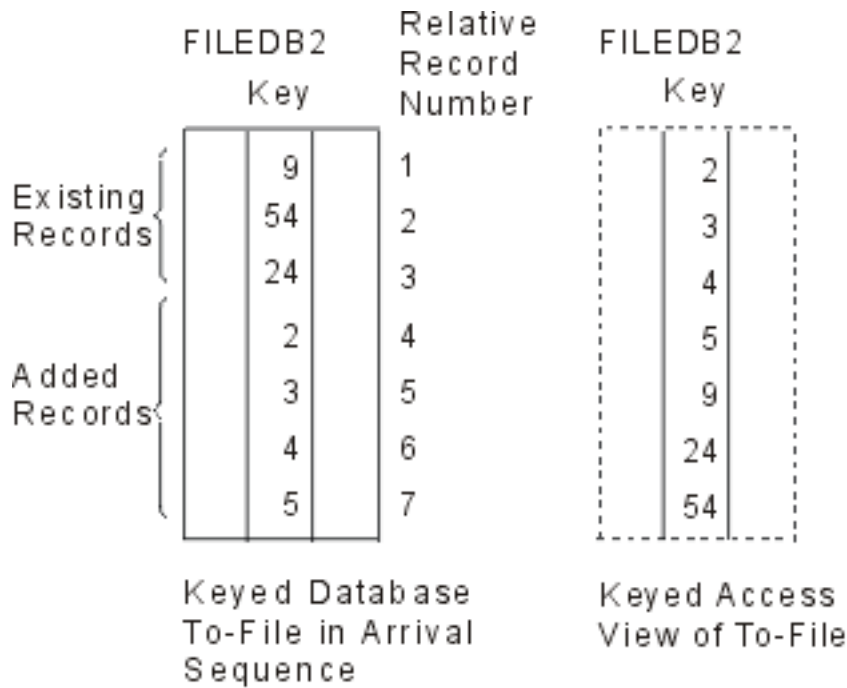 FILEDB2
Key
Relative
Record
Number
Existing
Records
9
54
24
2
3
4
5
1
2
3
4
5
6
7
Added
Records
Keyed Database
To-File in Arrival
Sequence
FILEDB2
Key
2
3
4
5
9
24
54
Keyed Access
View of To-File